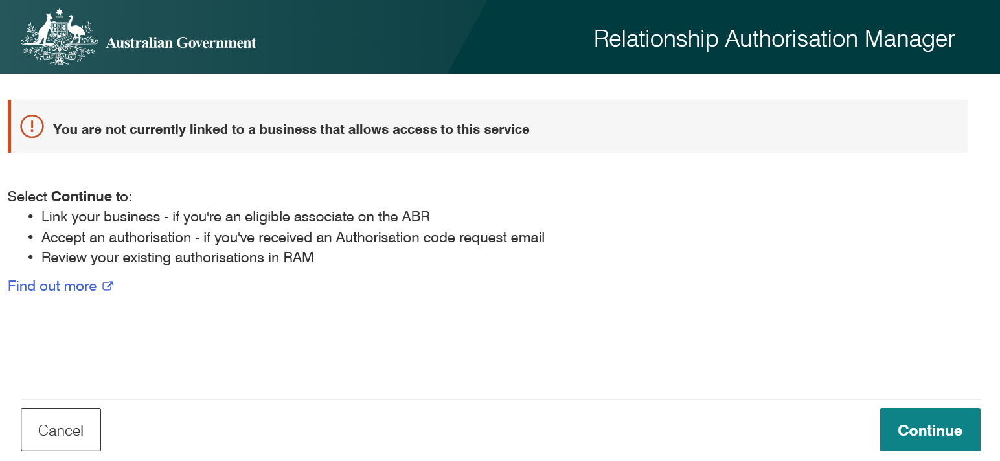 Australian Government
Relationship Authorisation Manager
AUSTRALIA
You are not currently linked to a business that allows access to this service
Select Continue to:
• Link your business - if you're an eligible associate on the ABR
• Accept an authorisation - if you've received an Authorisation code request email
• Review your existing authorisations in RAM
Find out more
Cancel
Continue